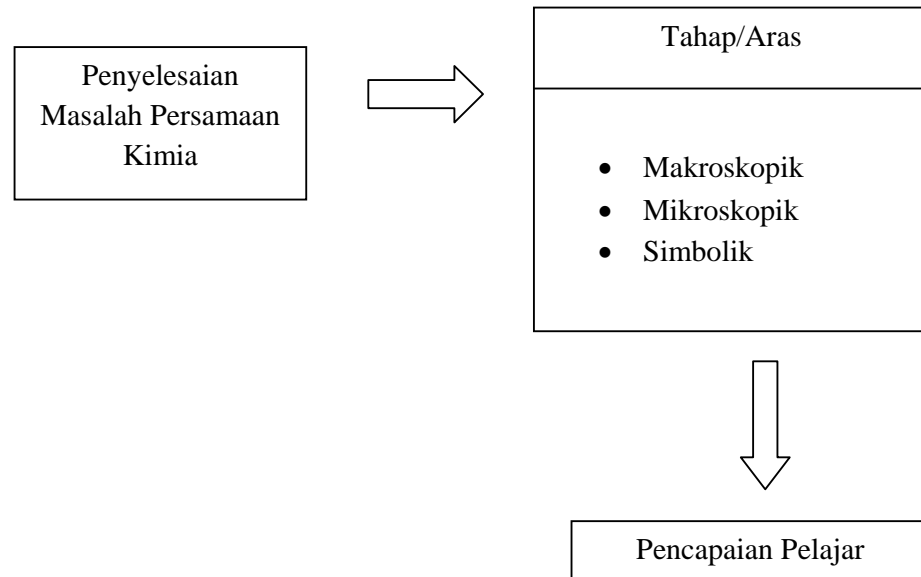 Penyelesaian
Masalah Persamaan
Kimia
Tahap/Aras
• Makroskopik
• Mikroskopik
• Simbolik
Pencapaian Pelajar